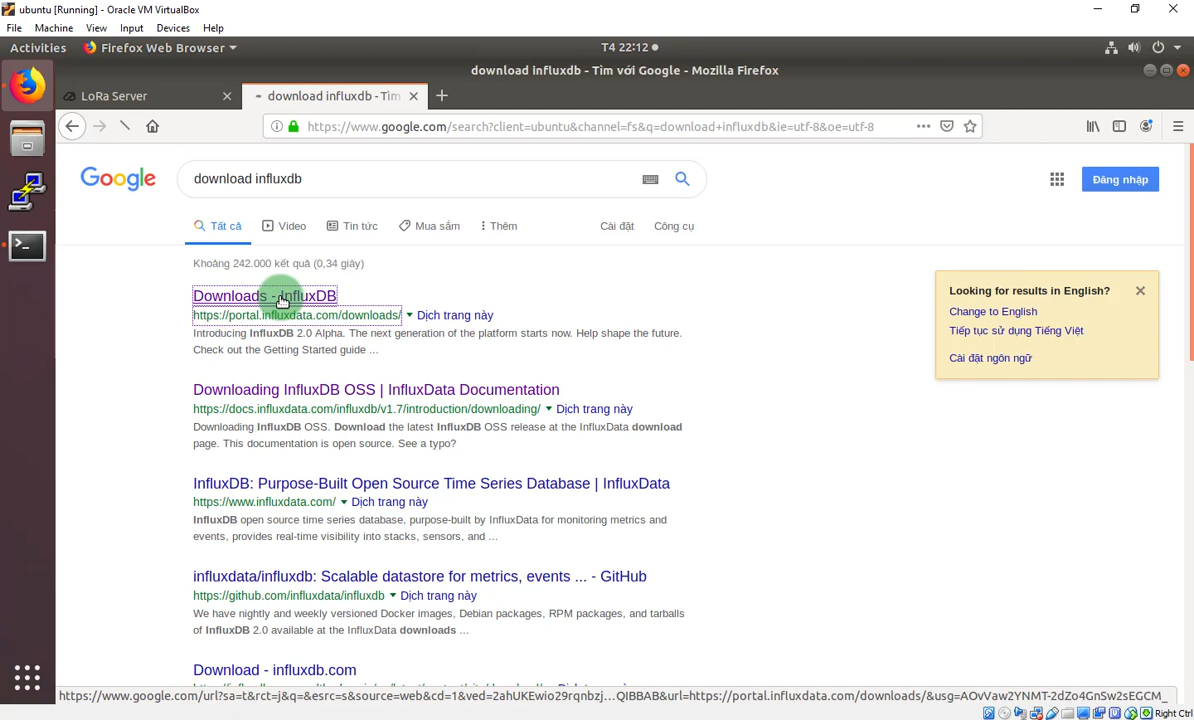 ubuntu [Running] - Oracle VM VirtualBox
File Machine View Input Devices Help
Activities Firefox Web Browser T4 22:12
download influxdb - Tìm với Google - Mozilla Firefox
LoRa Server
download influxdb - Tìm
https://www.google.com/search?client=ubuntu&channel=fs&q=download+influxdb&ie=utf-8&oe=utf-8
Google
download influxdb
Đăng nhập
Tất cả Video Tin tức Mua sắm Thêm Cài đặt Công cụ
Khoảng 242.000 kết quả (0,34 giây)
Downloads - InfluxDB
https://portal.influxdata.com/downloads/ Dịch trang này
Introducing InfluxDB 2.0 Alpha. The next generation of the platform starts now. Help shape the future.
Check out the Getting Started guide ...
Downloading InfluxDB OSS | InfluxData Documentation
https://docs.influxdata.com/influxdb/v1.7/introduction/downloading/ Dịch trang này
Downloading InfluxDB OSS. Download the latest InfluxDB OSS release at the InfluxData download
page. This documentation is open source. See a typo?
InfluxDB: Purpose-Built Open Source Time Series Database | InfluxData
https://www.influxdata.com/ Dịch trang này
InfluxDB open source time series database, purpose-built by InfluxData for monitoring metrics and
events, provides real-time visibility into stacks, sensors, and ...
influxdata/influxdb: Scalable datastore for metrics, events ... - GitHub
https://github.com/influxdata/influxdb Dịch trang này
We have nightly and weekly versioned Docker images, Debian packages, RPM packages, and tarballs
of InfluxDB 2.0 available at the InfluxData downloads ...
Download - influxdb.com
Looking for results in English?
Change to English
Tiếp tục sử dụng Tiếng Việt
Cài đặt ngôn ngữ
https://www.google.com/url?sa=t&rct=j&q=&esrc=s&source=web&cd=1&ved=2ahUKEwio29rqnbzj…QIBBAB&url=https://portal.influxdata.com/downloads/&usg=AOvVaw2YNMT-2dZo4GnSw2sEGCM_
Right Ctrl